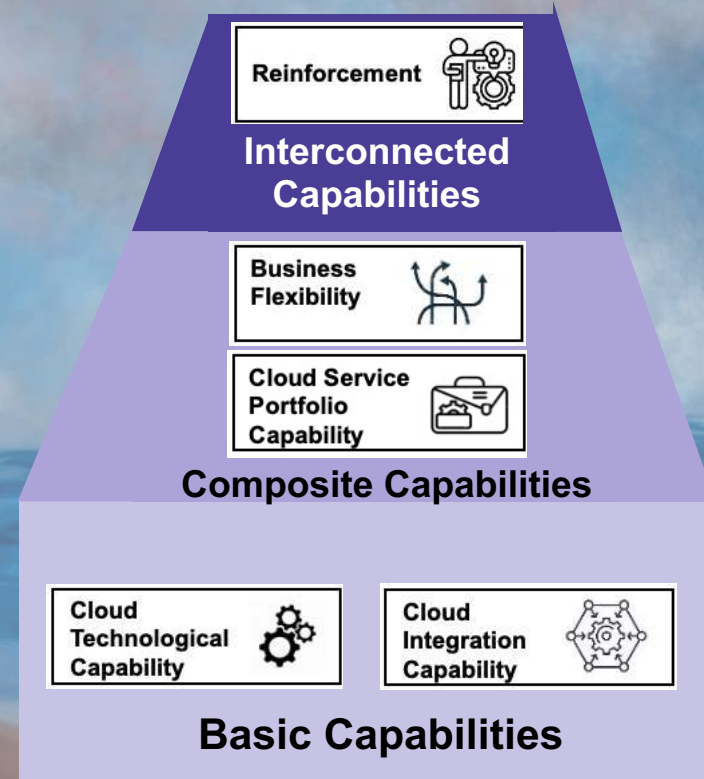 Reinforcement
Interconnected
Capabilities
Business
Flexibility
Cloud Service
Portfolio
Capability
Composite Capabilities
Cloud
Technological
Capability
Cloud
Integration
Capability
Basic Capabilities